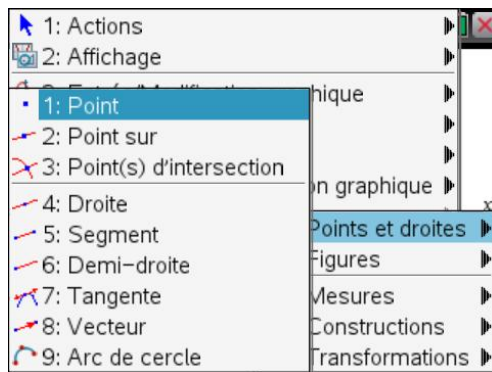 1: Actions
2: Affichage
hique
1: Point
2: Point sur
3: Point(s) d'intersection
on graphique
4: Droite
x
Points et droites
5: Segment
Figures
6: Demi-droite
7: Tangente
Mesures
8: Vecteur
Constructions
9: Arc de cercle
Transformations